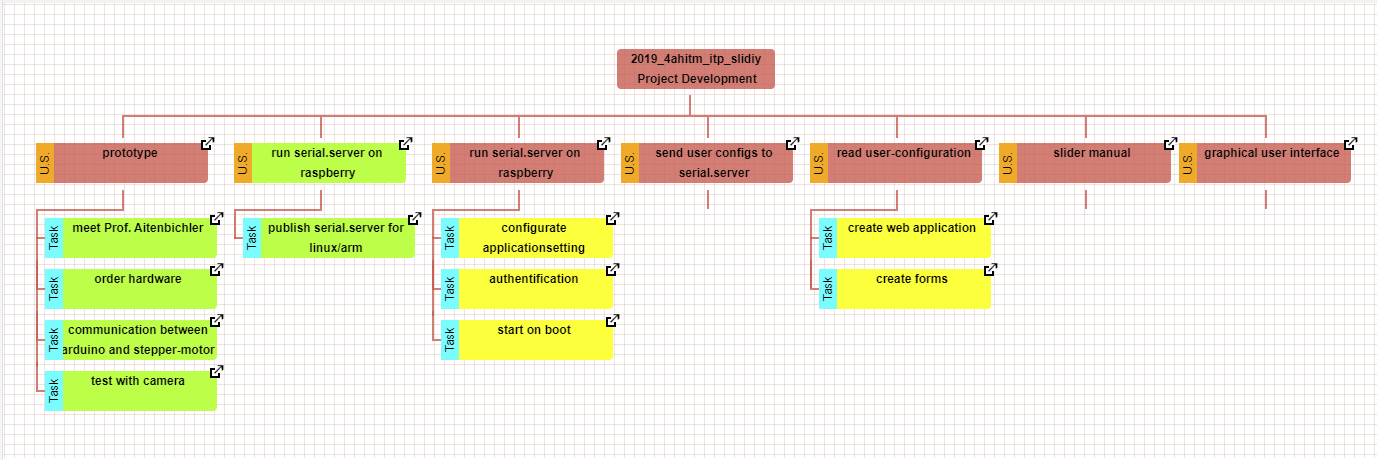 2019_4ahitm_itp_slidiy
Project Development
U.S.
prototype
U.S.
run serial.server on
raspberry
U.S.
run serial.server on
raspberry
U.S.
send user configs to
serial.server
U.S.
read user-configuration
U.S.
slider manual
U.S.
graphical user interface
Task
meet Prof. Aitenbichler
Task
order hardware
Task
communication between
arduino and stepper-motor
Task
test with camera
Task
publish serial.server for
linux/arm
Task
configurate
applicationsetting
Task
authentification
Task
start on boot
Task
create web application
Task
create forms